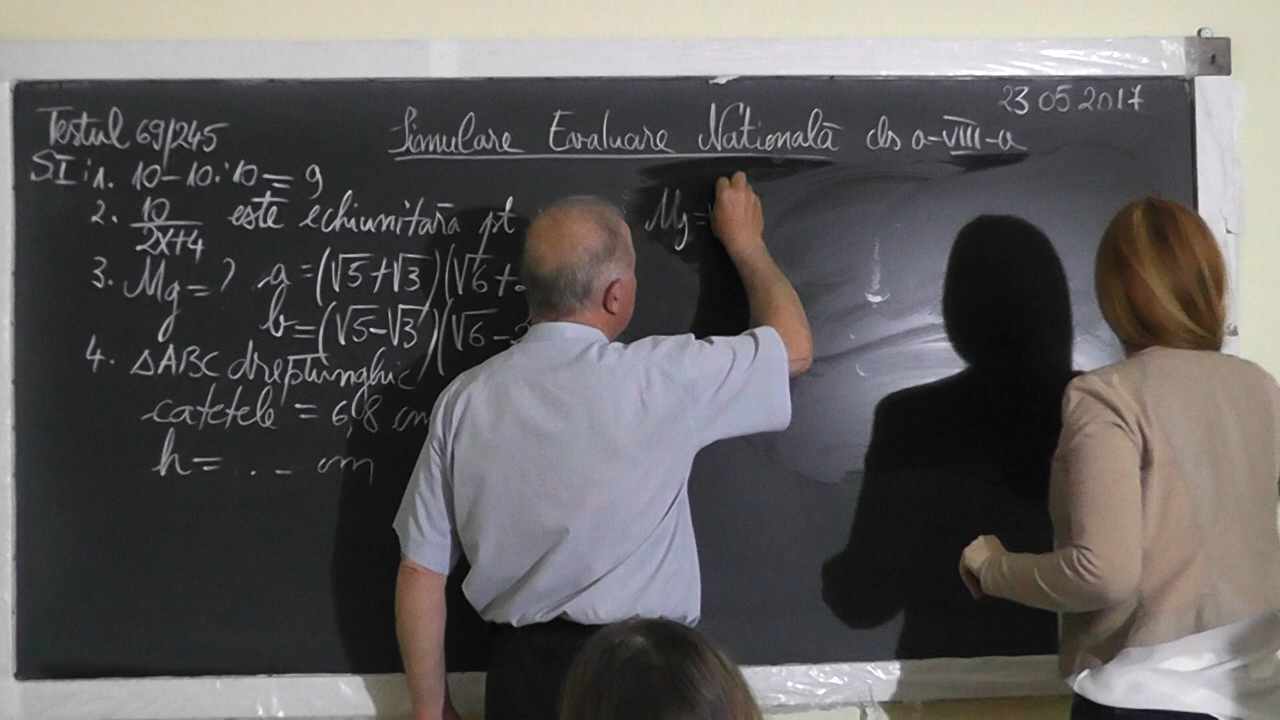 23 05 2017
Testul 69/245
Simulare Evaluare Natională cls a-VIII-a
SI: 1. 10-10:10= 9
2. 10/2x+4 este echiunitară pt
3. Mg=? a=(√5+√3)(√6+
b=(√5-√3)(√6-
4. △ABC dreptunghic
catetele = 6,8 cm
h= . . - cm
Mg=